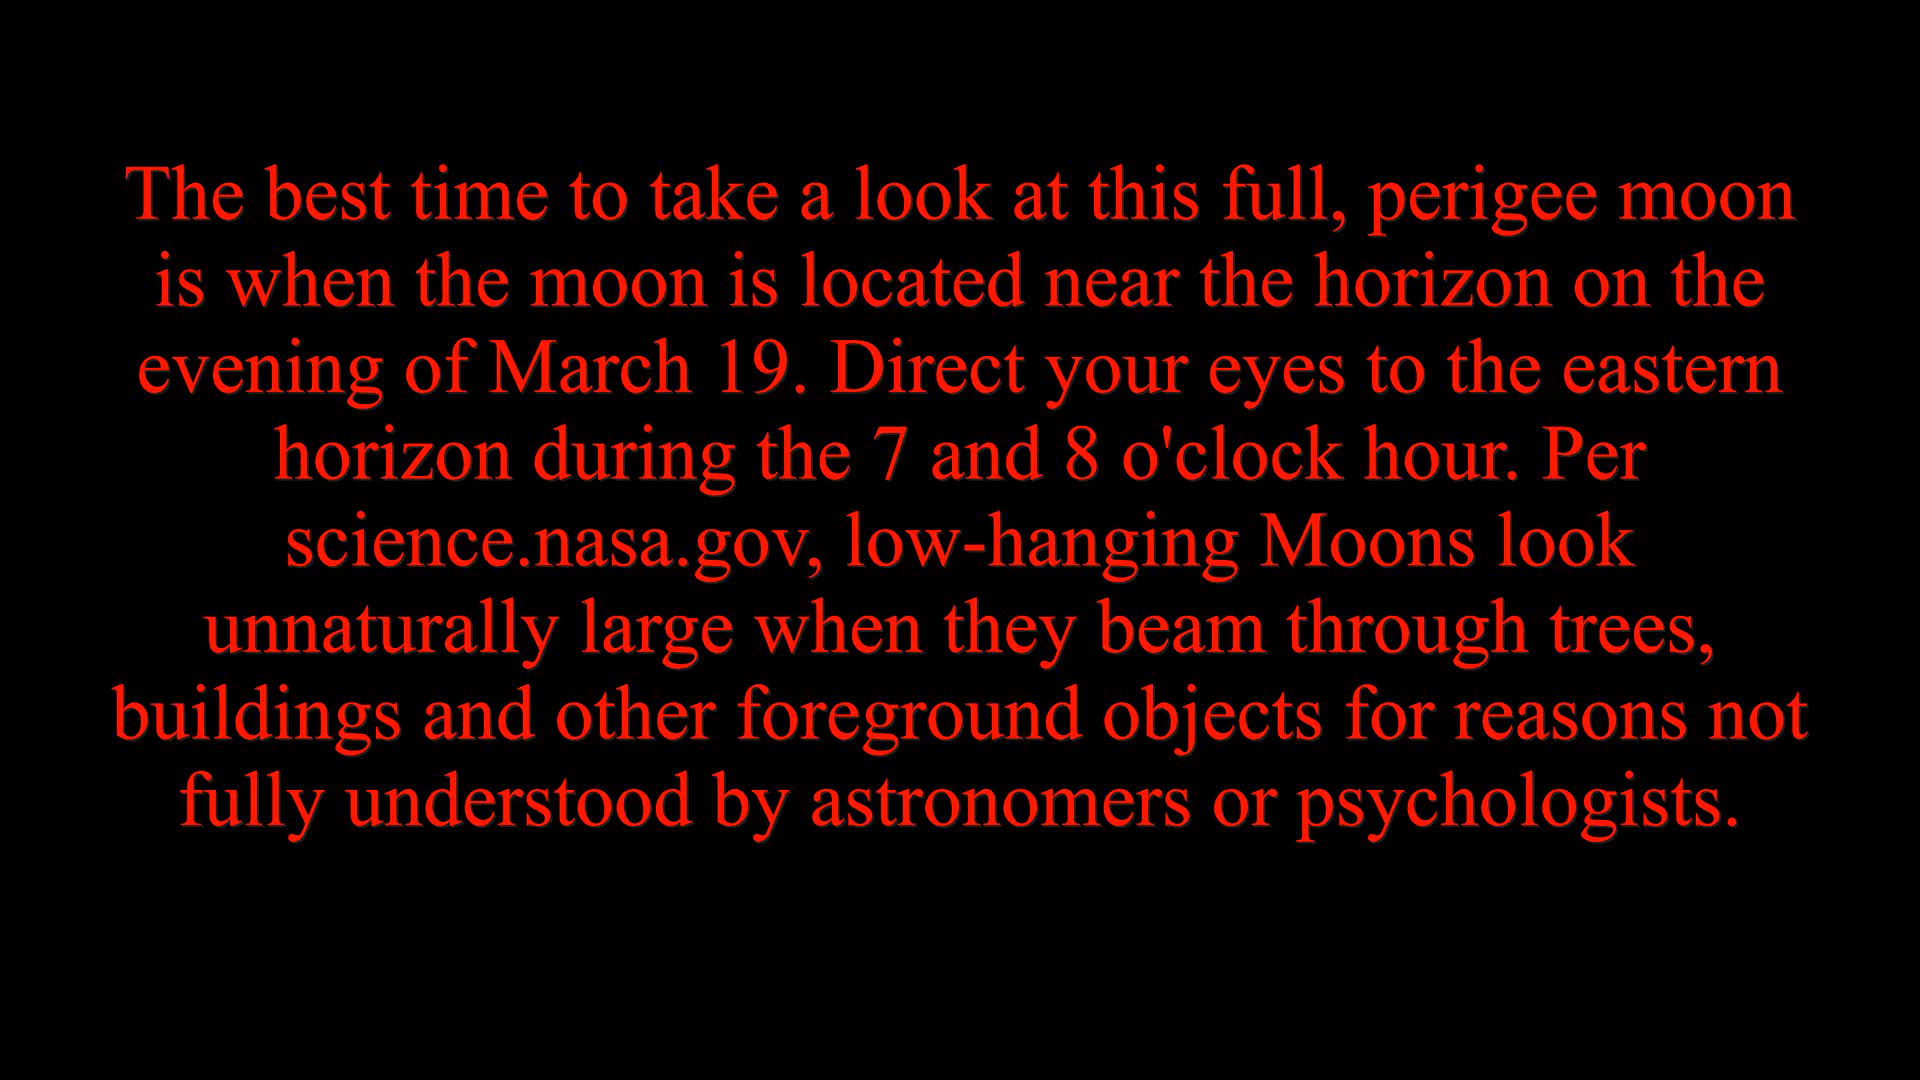 The best time to take a look at this full, perigee moon
is when the moon is located near the horizon on the
evening of March 19. Direct your eyes to the eastern
horizon during the 7 and 8 o'clock hour. Per
science.nasa.gov, low-hanging Moons look
unnaturally large when they beam through trees,
buildings and other foreground objects for reasons not
fully understood by astronomers or psychologists.